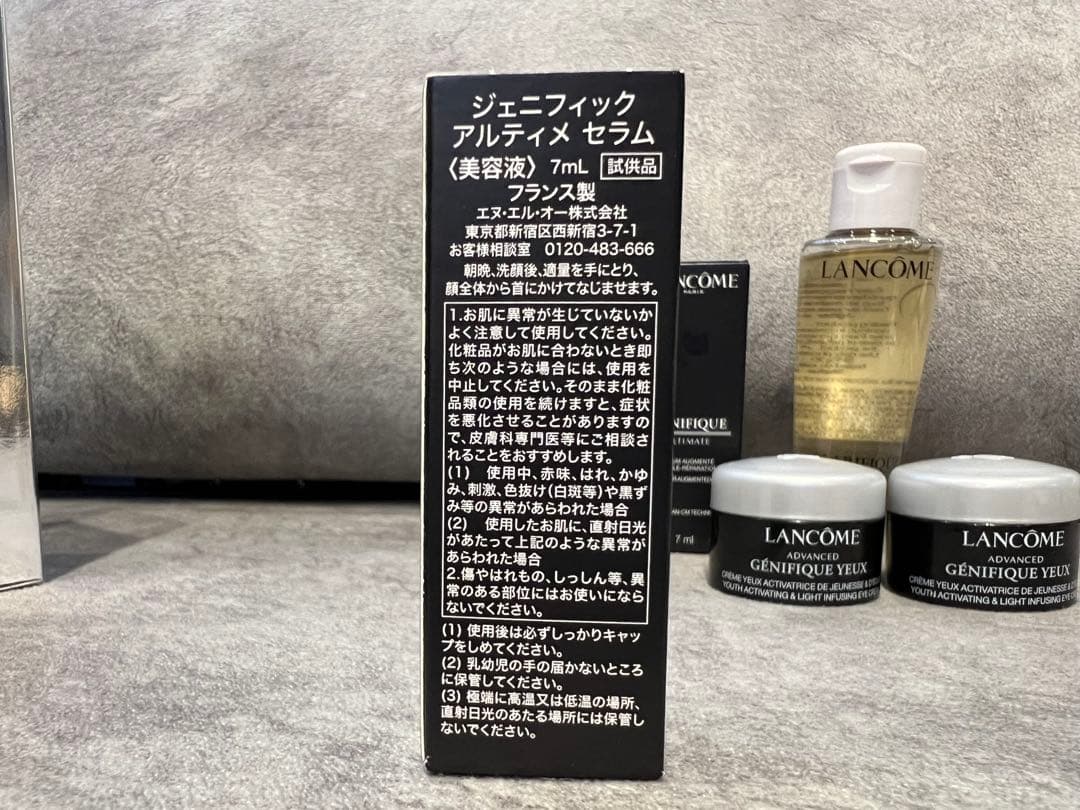 ジェニフィック
アルティメ セラム
〈美容液〉 7mL 試供品
フランス製
エヌ・エル・オー株式会社
東京都新宿区西新宿3-7-1
お客様相談室 0120-483-666
朝晩、洗顔後、適量を手にとり、
顔全体から首にかけてなじませます。
1.お肌に異常が生じていないか
よく注意して使用してください。
化粧品がお肌に合わないとき即
ち次のような場合には、使用を
中止してください。そのまま化粧
品類の使用を続けますと、症状
を悪化させることがありますの
で、皮膚科専門医等にご相談さ
れることをおすすめします。
(1) 使用中、赤味、はれ、かゆ
み、刺激、色抜け(白斑等)や黒ず
み等の異常があらわれた場合
(2) 使用したお肌に、直射日光
があたって上記のような異常が
あらわれた場合
2.傷やはれもの、しっしん等、異
常のある部位にはお使いになら
ないでください。
(1) 使用後は必ずしっかりキャッ
プをしめてください。
(2) 乳幼児の手の届かないところ
に保管してください。
(3) 極端に高温又は低温の場所、
直射日光のあたる場所には保管し
ないでください。
NCÔME
PARIS
NIFIQUE
LTIMATE
7 ml
LANCÔME
LANCÔME
ADVANCED
GÉNIFIQUE YEUX
CRÈME YEUX ACTIVATRICE DE JEUNESSE &
YOUTH ACTIVATING & LIGHT INFUSING EYE
LANCÔME
ADVANCED
GÉNIFIQUE YEUX
CRÈME YEUX ACTIVATRICE DE JEUNESSE &
YOUTH ACTIVATING & LIGHT INFUSING EYE